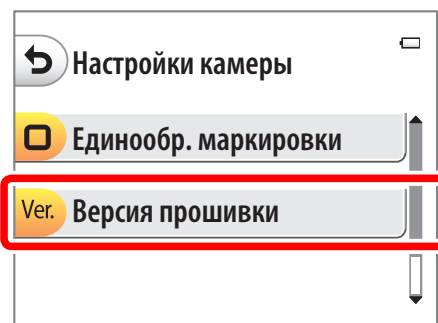 Настройки камеры
Единообр. маркировки
Ver. Версия прошивки